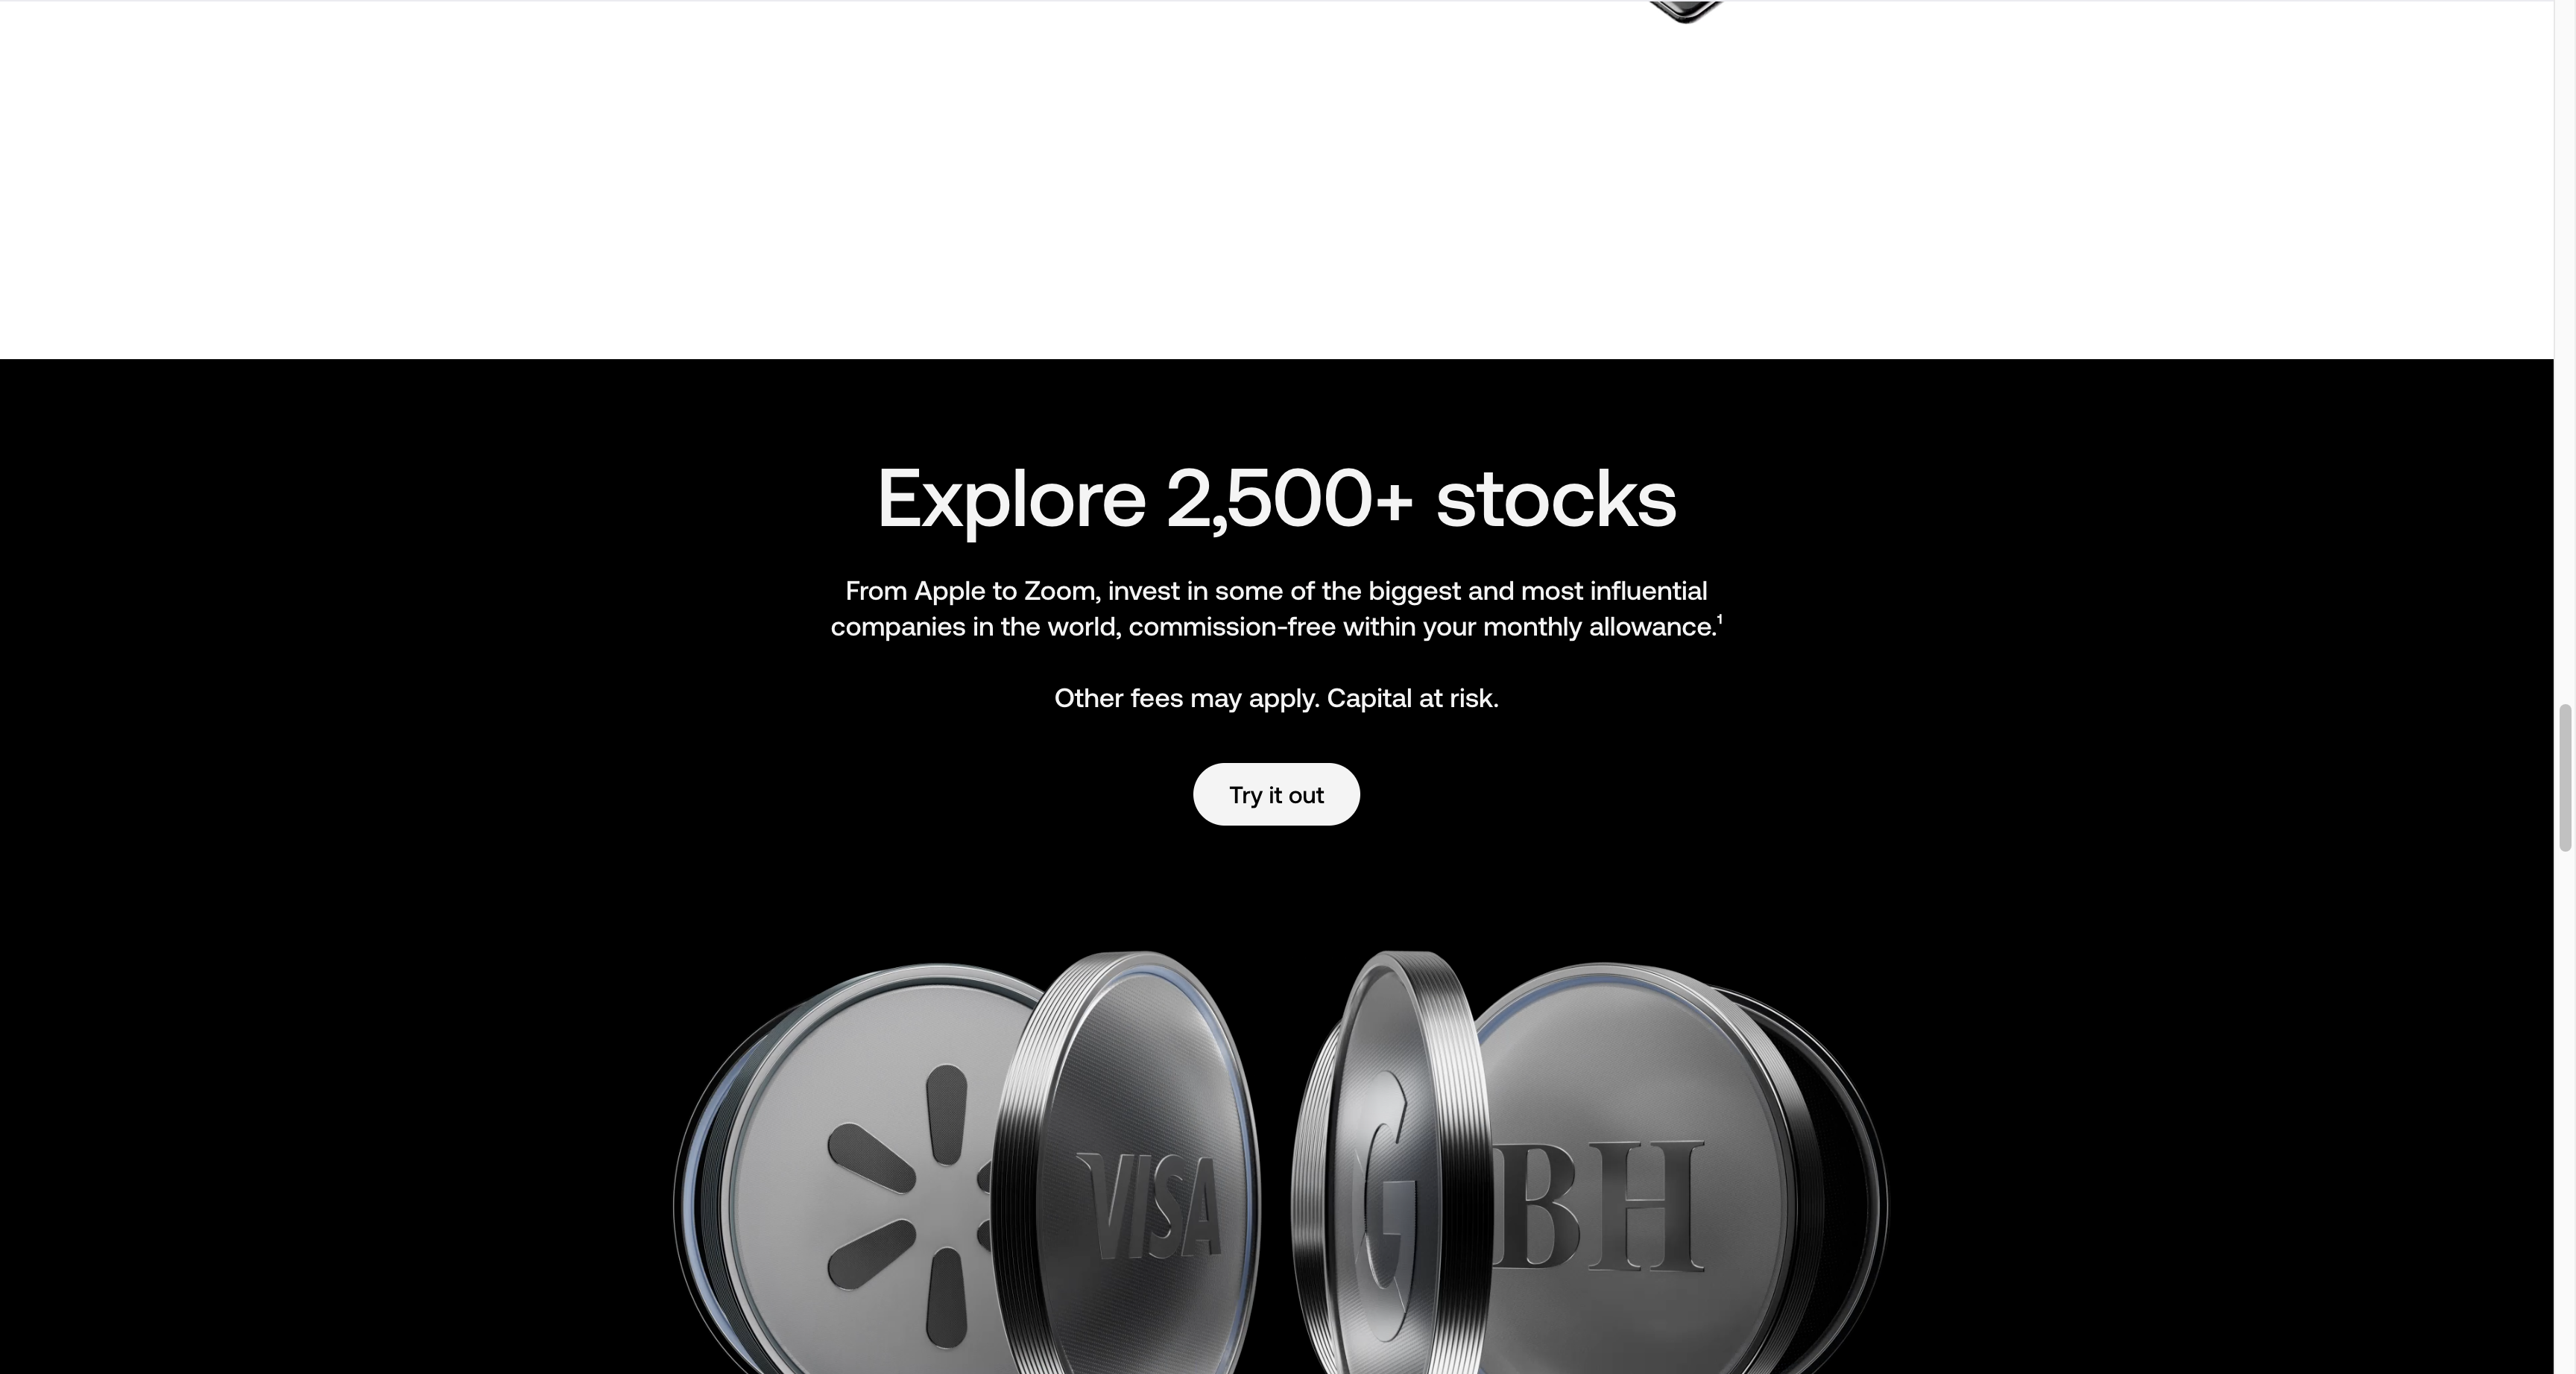 Explore 2,500+ stocks
From Apple to Zoom, invest in some of the biggest and most influential
companies in the world, commission-free within your monthly allowance.¹
Other fees may apply. Capital at risk.
Try it out
VISA
G
BH